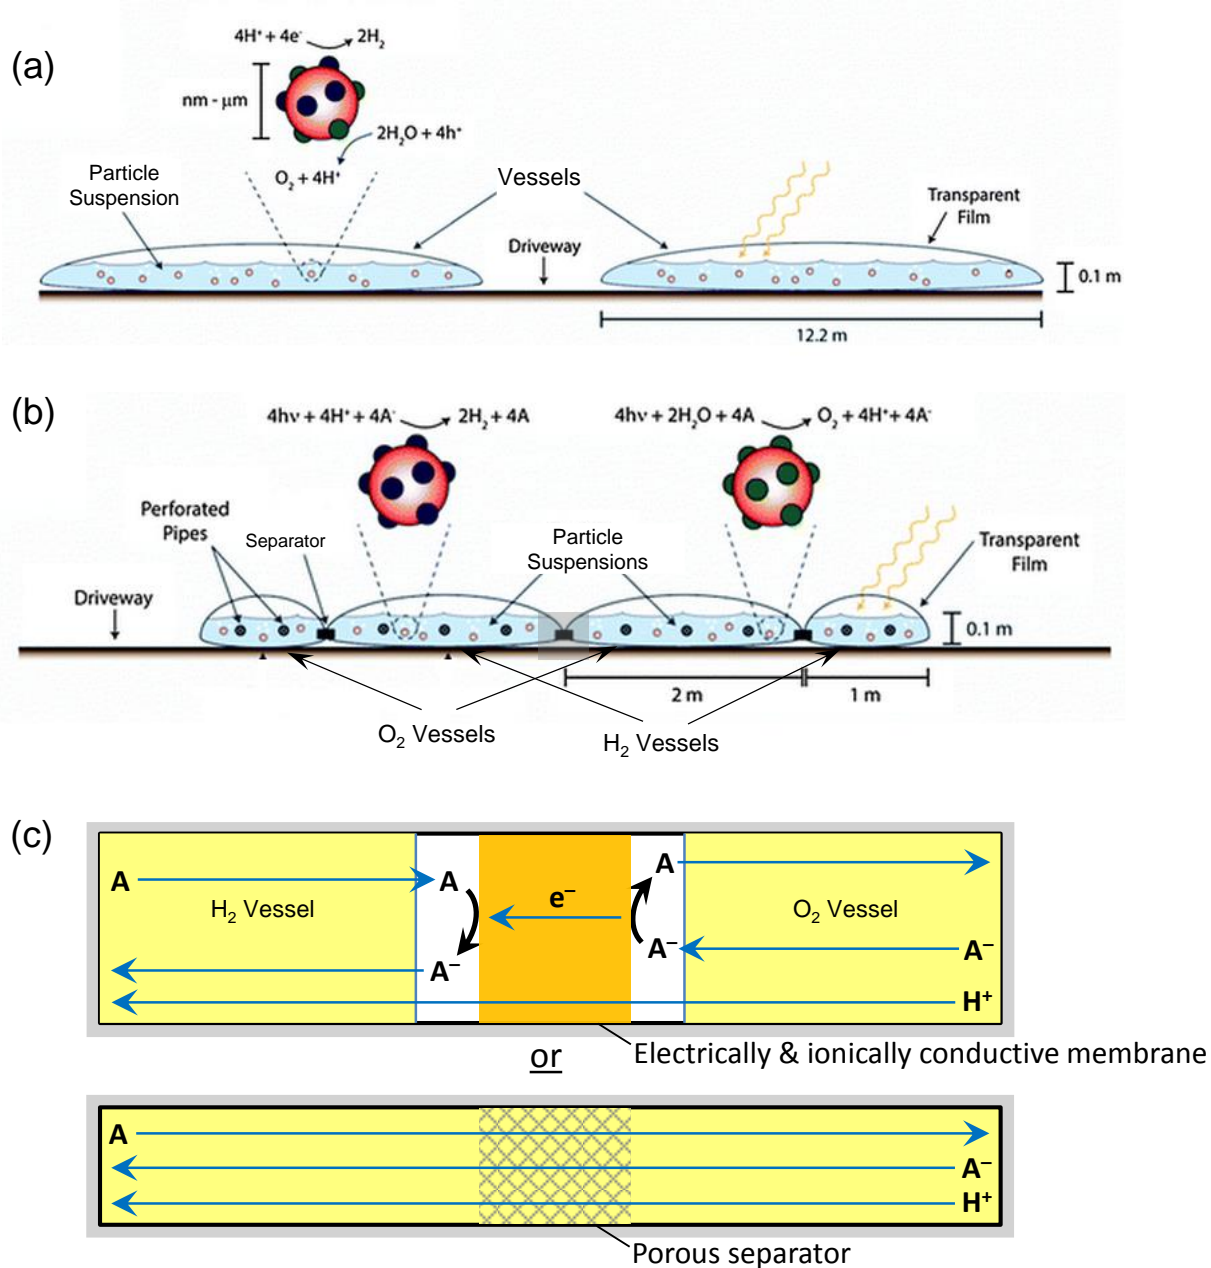 (a)
4H⁺ + 4e⁻ 2H₂
nm - μm
2H₂O + 4h⁺
O₂ + 4H⁺
Particle
Suspension
Vessels
Driveway
Transparent
Film
0.1 m
12.2 m
(b)
4hν + 4H⁺ + 4A⁻ 2H₂ + 4A
4hν + 2H₂O + 4A O₂ + 4H⁺ + 4A⁻
Perforated
Pipes
Separator
Particle
Suspensions
Transparent
Film
Driveway
0.1 m
2 m
1 m
O₂ Vessels
H₂ Vessels
(c)
A
A
e⁻
A
H₂ Vessel
O₂ Vessel
A⁻
A⁻
A⁻
H⁺
or
Electrically & ionically conductive membrane
A
A⁻
H⁺
Porous separator